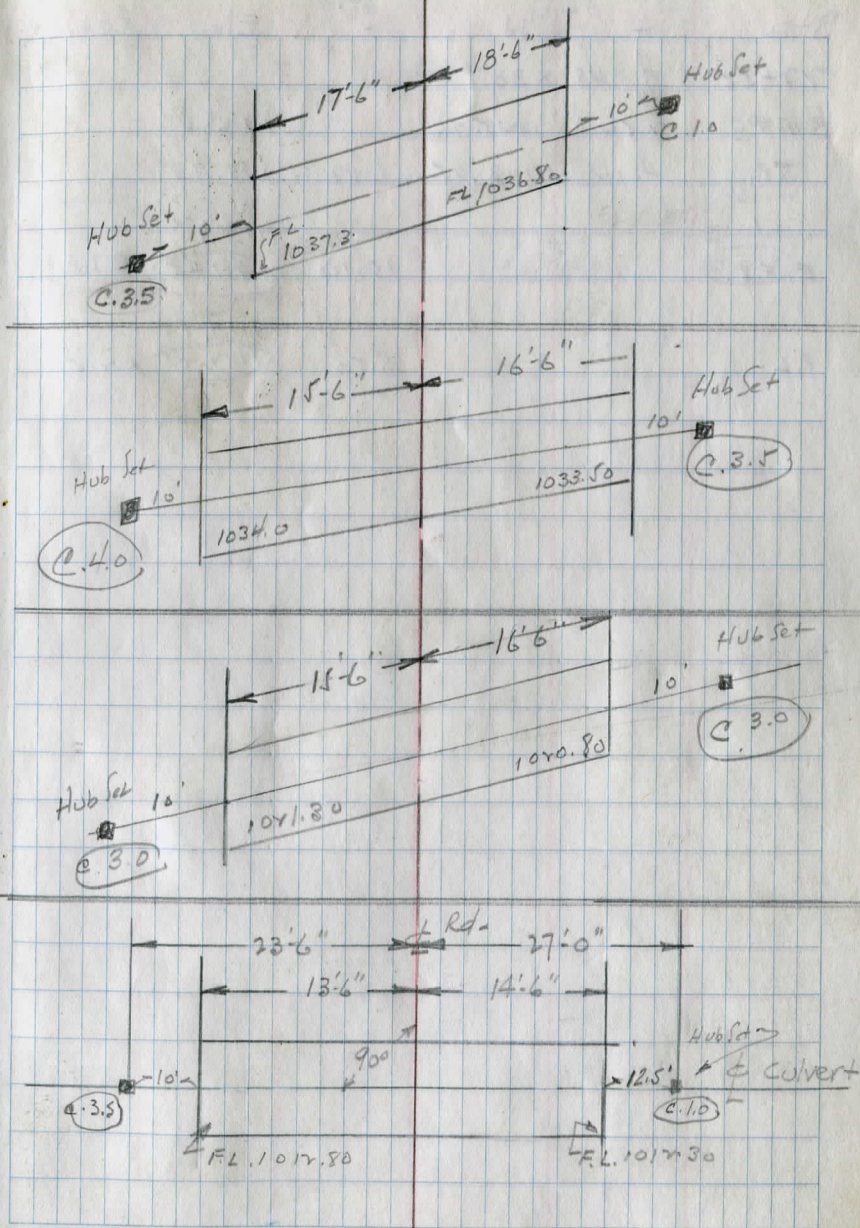 17'-6"
18'-6"
Hub Set
10'
C 1.0
FL 1036.80
Hub Set
10'
FL
1037.3
C.3.5
15'-6"
16'-6"
Hub Set
10'
C.3.5
Hub Set
10'
1033.50
1034.0
C.4.0
15'-6"
16'-6"
Hub Set
10'
C 3.0
1020.80
Hub Set
10'
1021.30
C.3.0
23'-6"
℄ Rd.
27'-0"
13'-6"
14'-6"
90°
Hub Set
10'
12.5'
℄ Culvert
C.3.5
C.1.0
F.L. 1012.80
F.L. 1012.30